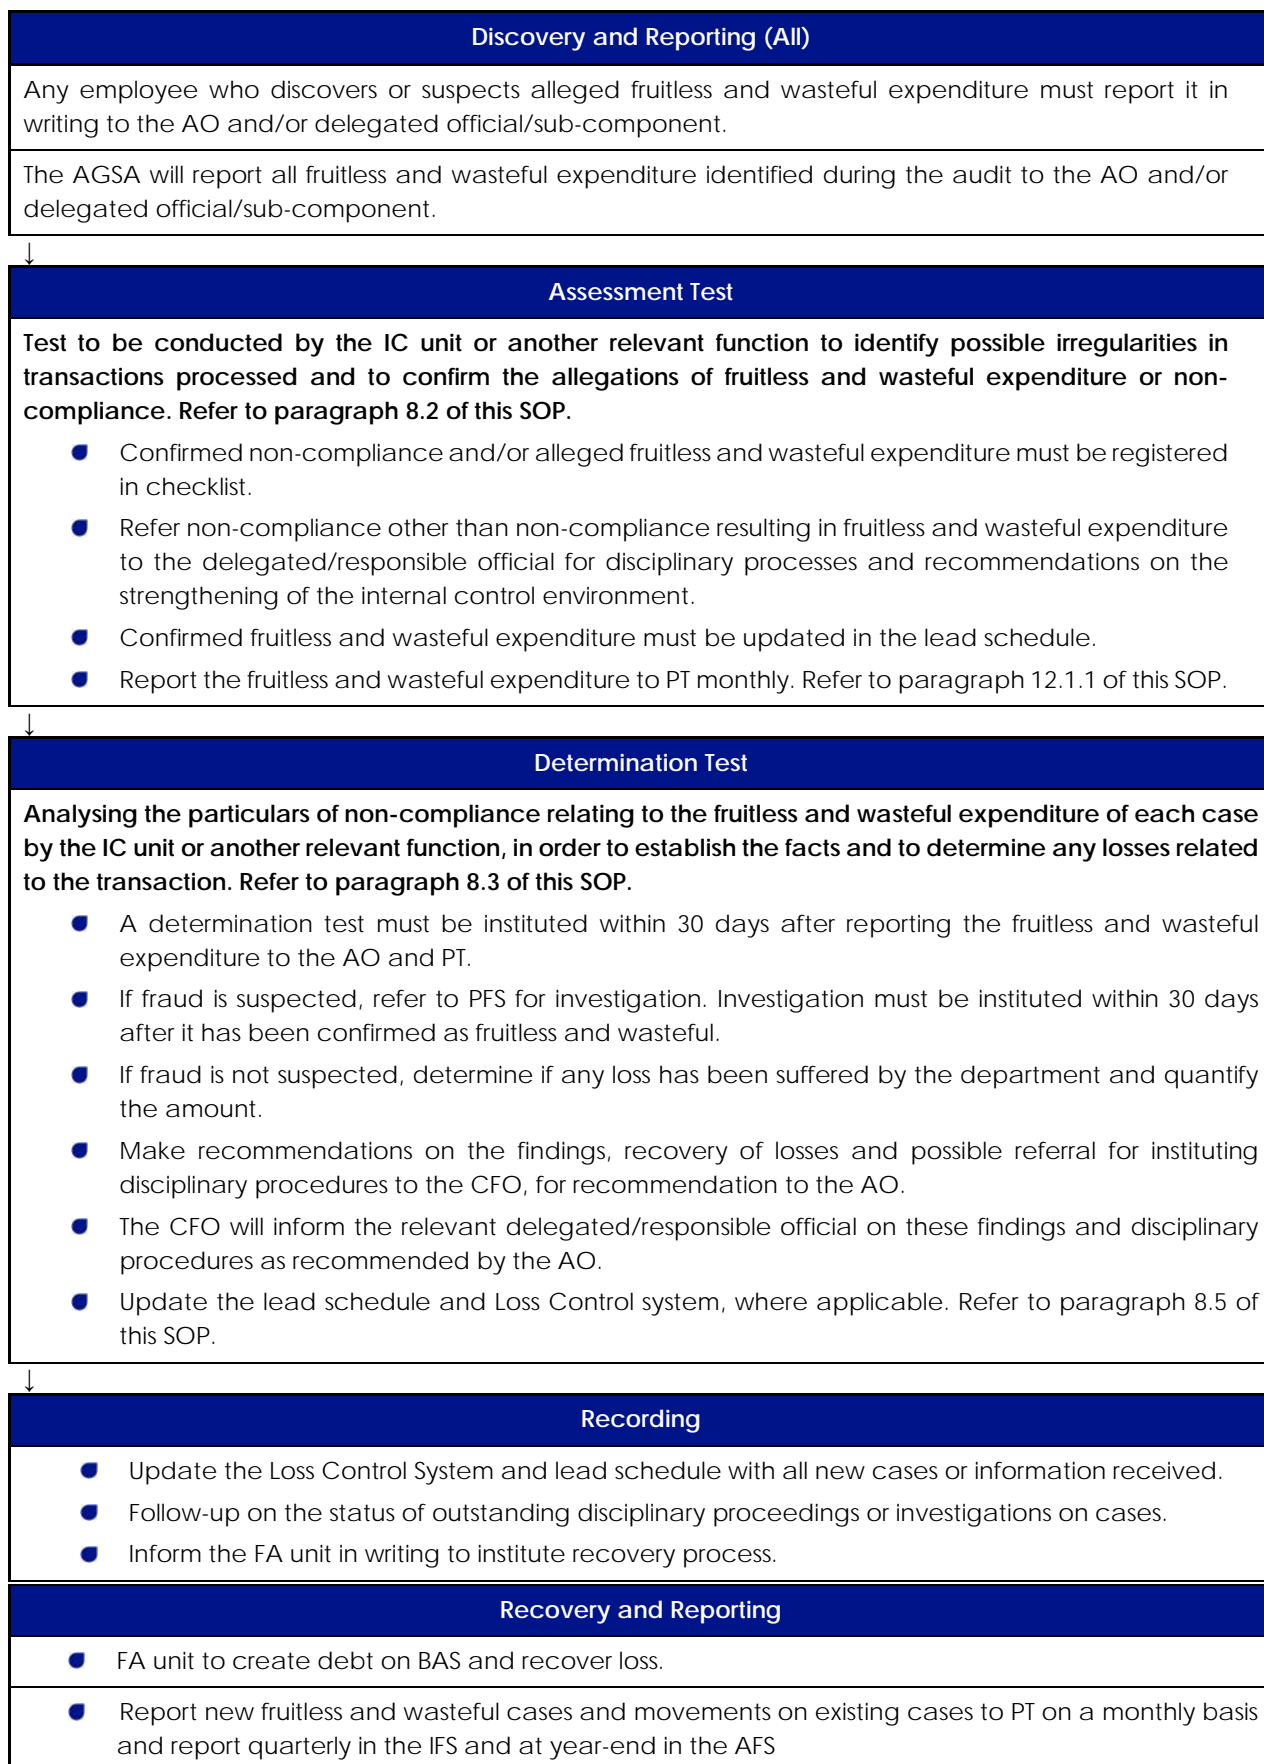 Discovery and Reporting (All)
Any employee who discovers or suspects alleged fruitless and wasteful expenditure must report it in
writing to the AO and/or delegated official/sub-component.
The AGSA will report all fruitless and wasteful expenditure identified during the audit to the AO and/or
delegated official/sub-component.
↓
Assessment Test
Test to be conducted by the IC unit or another relevant function to identify possible irregularities in
transactions processed and to confirm the allegations of fruitless and wasteful expenditure or non-
compliance. Refer to paragraph 8.2 of this SOP.
Confirmed non-compliance and/or alleged fruitless and wasteful expenditure must be registered
in checklist.
Refer non-compliance other than non-compliance resulting in fruitless and wasteful expenditure
to the delegated/responsible official for disciplinary processes and recommendations on the
strengthening of the internal control environment.
Confirmed fruitless and wasteful expenditure must be updated in the lead schedule.
Report the fruitless and wasteful expenditure to PT monthly. Refer to paragraph 12.1.1 of this SOP.
↓
Determination Test
Analysing the particulars of non-compliance relating to the fruitless and wasteful expenditure of each case
by the IC unit or another relevant function, in order to establish the facts and to determine any losses related
to the transaction. Refer to paragraph 8.3 of this SOP.
A determination test must be instituted within 30 days after reporting the fruitless and wasteful
expenditure to the AO and PT.
If fraud is suspected, refer to PFS for investigation. Investigation must be instituted within 30 days
after it has been confirmed as fruitless and wasteful.
If fraud is not suspected, determine if any loss has been suffered by the department and quantify
the amount.
Make recommendations on the findings, recovery of losses and possible referral for instituting
disciplinary procedures to the CFO, for recommendation to the AO.
The CFO will inform the relevant delegated/responsible official on these findings and disciplinary
procedures as recommended by the AO.
Update the lead schedule and Loss Control system, where applicable. Refer to paragraph 8.5 of
this SOP.
↓
Recording
Update the Loss Control System and lead schedule with all new cases or information received.
Follow-up on the status of outstanding disciplinary proceedings or investigations on cases.
Inform the FA unit in writing to institute recovery process.
Recovery and Reporting
FA unit to create debt on BAS and recover loss.
Report new fruitless and wasteful cases and movements on existing cases to PT on a monthly basis
and report quarterly in the IFS and at year-end in the AFS